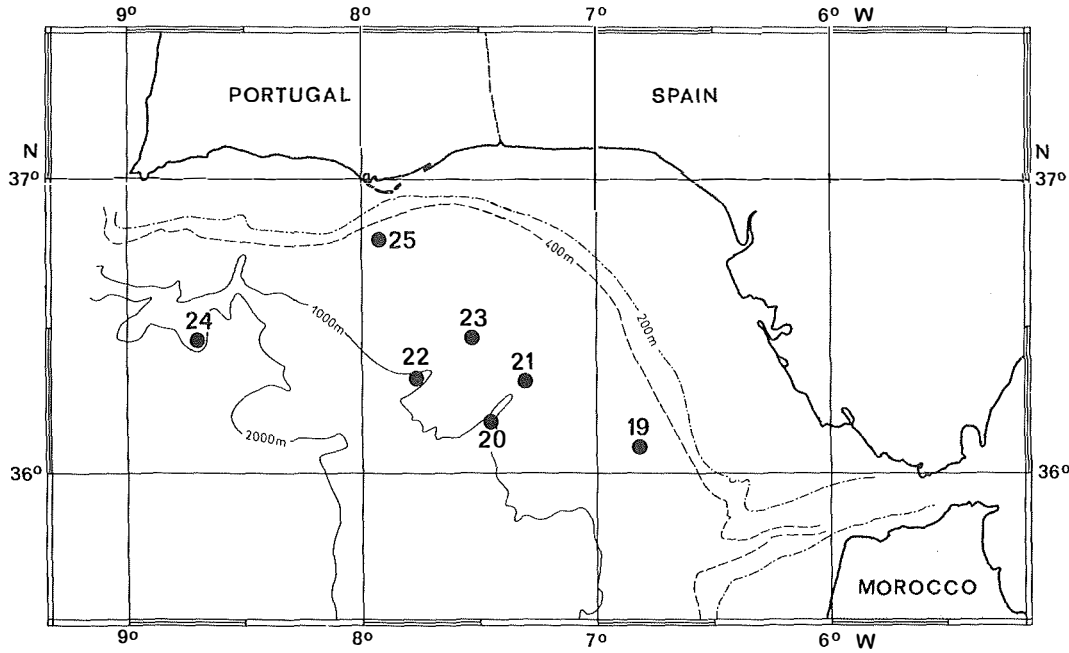 9° 8° 7° 6° W
PORTUGAL SPAIN
N N
37° 37°
25
400m
1000m
200m
23
24
22 21
19
20
2000m
36° 36°
MOROCCO
9° 8° 7° 6° W